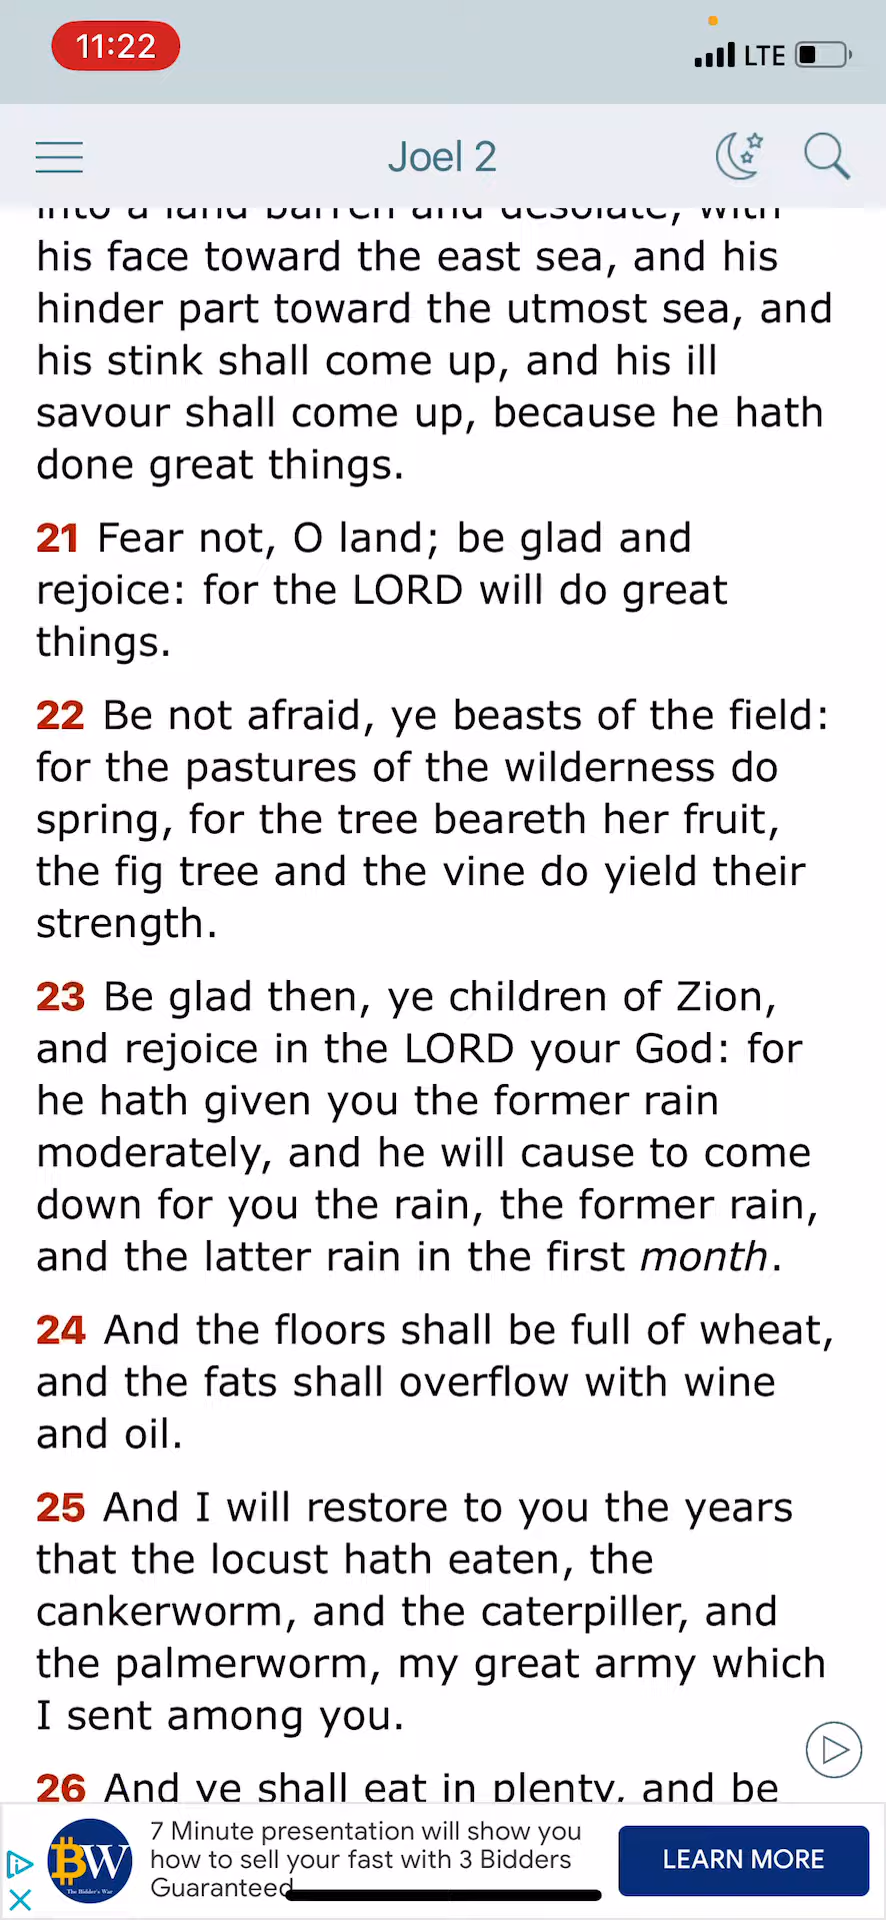 11:22
LTE
Joel 2
into a land barren and desolate, with
his face toward the east sea, and his
hinder part toward the utmost sea, and
his stink shall come up, and his ill
savour shall come up, because he hath
done great things.
21 Fear not, O land; be glad and
rejoice: for the LORD will do great
things.
22 Be not afraid, ye beasts of the field:
for the pastures of the wilderness do
spring, for the tree beareth her fruit,
the fig tree and the vine do yield their
strength.
23 Be glad then, ye children of Zion,
and rejoice in the LORD your God: for
he hath given you the former rain
moderately, and he will cause to come
down for you the rain, the former rain,
and the latter rain in the first month.
24 And the floors shall be full of wheat,
and the fats shall overflow with wine
and oil.
25 And I will restore to you the years
that the locust hath eaten, the
cankerworm, and the caterpiller, and
the palmerworm, my great army which
I sent among you.
26 And ye shall eat in plenty, and be
BW
The Bidder's War
7 Minute presentation will show you
how to sell your fast with 3 Bidders
Guaranteed
LEARN MORE